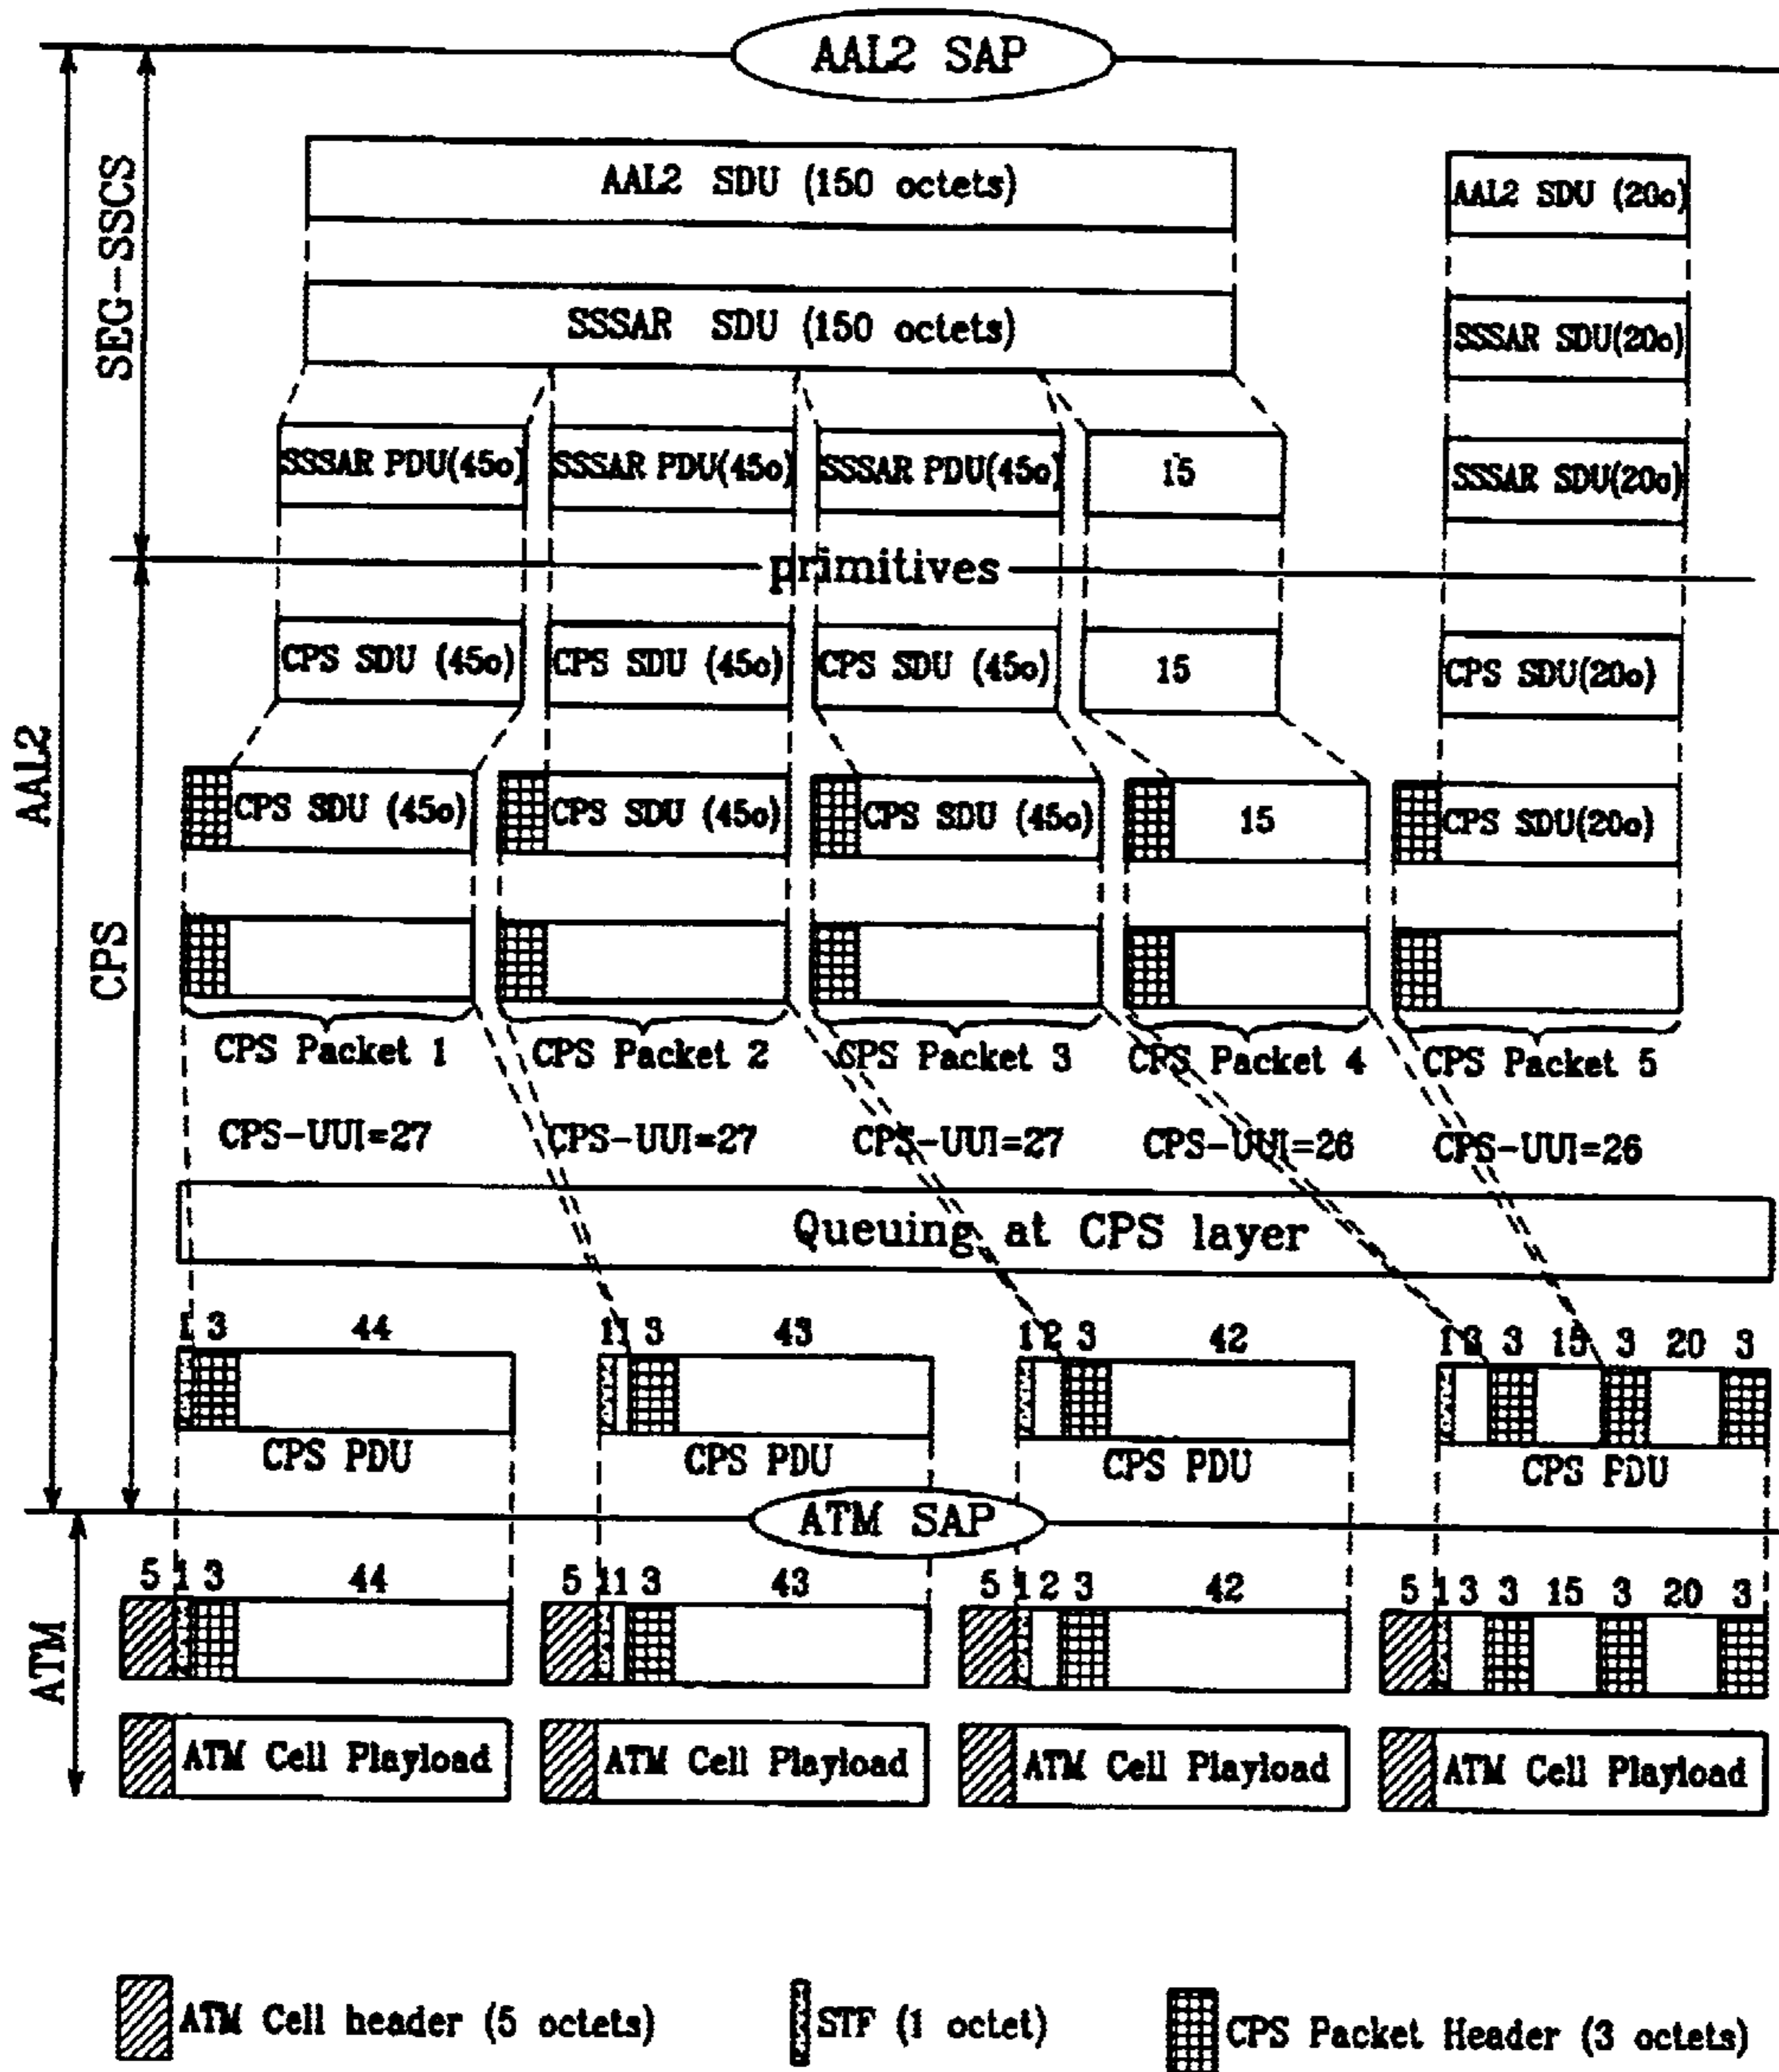 AAL2 SAP
AAL2 SDU (150 octets)
AAL2 SDU (20o)
SSSAR SDU (150 octets)
SSSAR SDU(20o)
SEG-SSCS
SSSAR PDU(45o)
SSSAR PDU(45o)
SSSAR PDU(45o)
15
SSSAR SDU(20o)
primitives
CPS SDU (45o)
CPS SDU (45o)
CPS SDU (45o)
15
CPS SDU(20o)
AAL2
CPS SDU (45o)
CPS SDU (45o)
CPS SDU (45o)
15
CPS SDU(20o)
CPS
CPS Packet 1
CPS Packet 2
CPS Packet 3
CPS Packet 4
CPS Packet 5
CPS-UUI=27
CPS-UUI=27
CPS-UUI=27
CPS-UUI=26
CPS-UUI=26
Queuing at CPS layer
1 3 44
1 1 3 43
1 2 3 42
1 3 3 15 3 20 3
CPS PDU
CPS PDU
CPS PDU
CPS PDU
ATM SAP
5 1 3 44
5 1 1 3 43
5 1 2 3 42
5 1 3 3 15 3 20 3
ATM
ATM Cell Playload
ATM Cell Playload
ATM Cell Playload
ATM Cell Playload
ATM Cell header (5 octets)
STF (1 octet)
CPS Packet Header (3 octets)